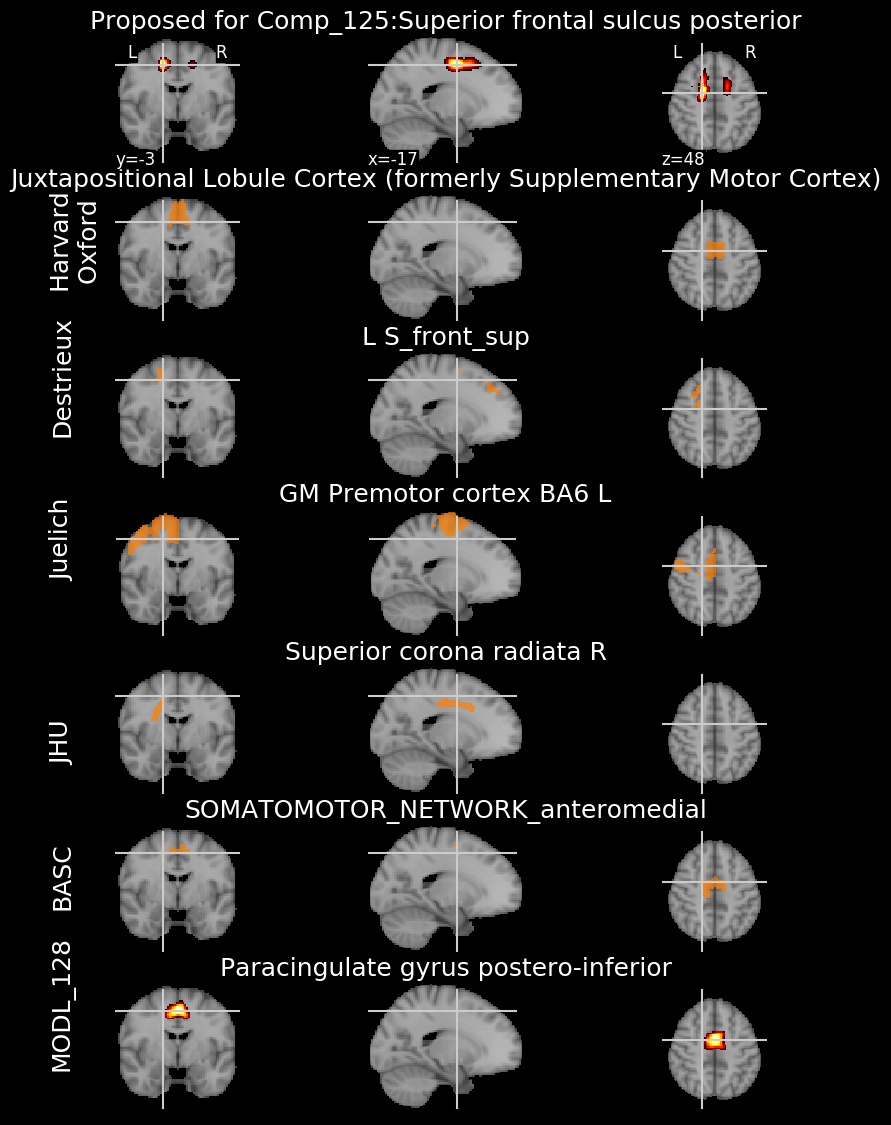 Proposed for Comp_125:Superior frontal sulcus posterior
L R L R
y=-3 x=-17 z=48
Juxtapositional Lobule Cortex (formerly Supplementary Motor Cortex)
Harvard
Oxford
L S_front_sup
Destrieux
GM Premotor cortex BA6 L
Juelich
Superior corona radiata R
JHU
SOMATOMOTOR_NETWORK_anteromedial
BASC
Paracingulate gyrus postero-inferior
MODL_128